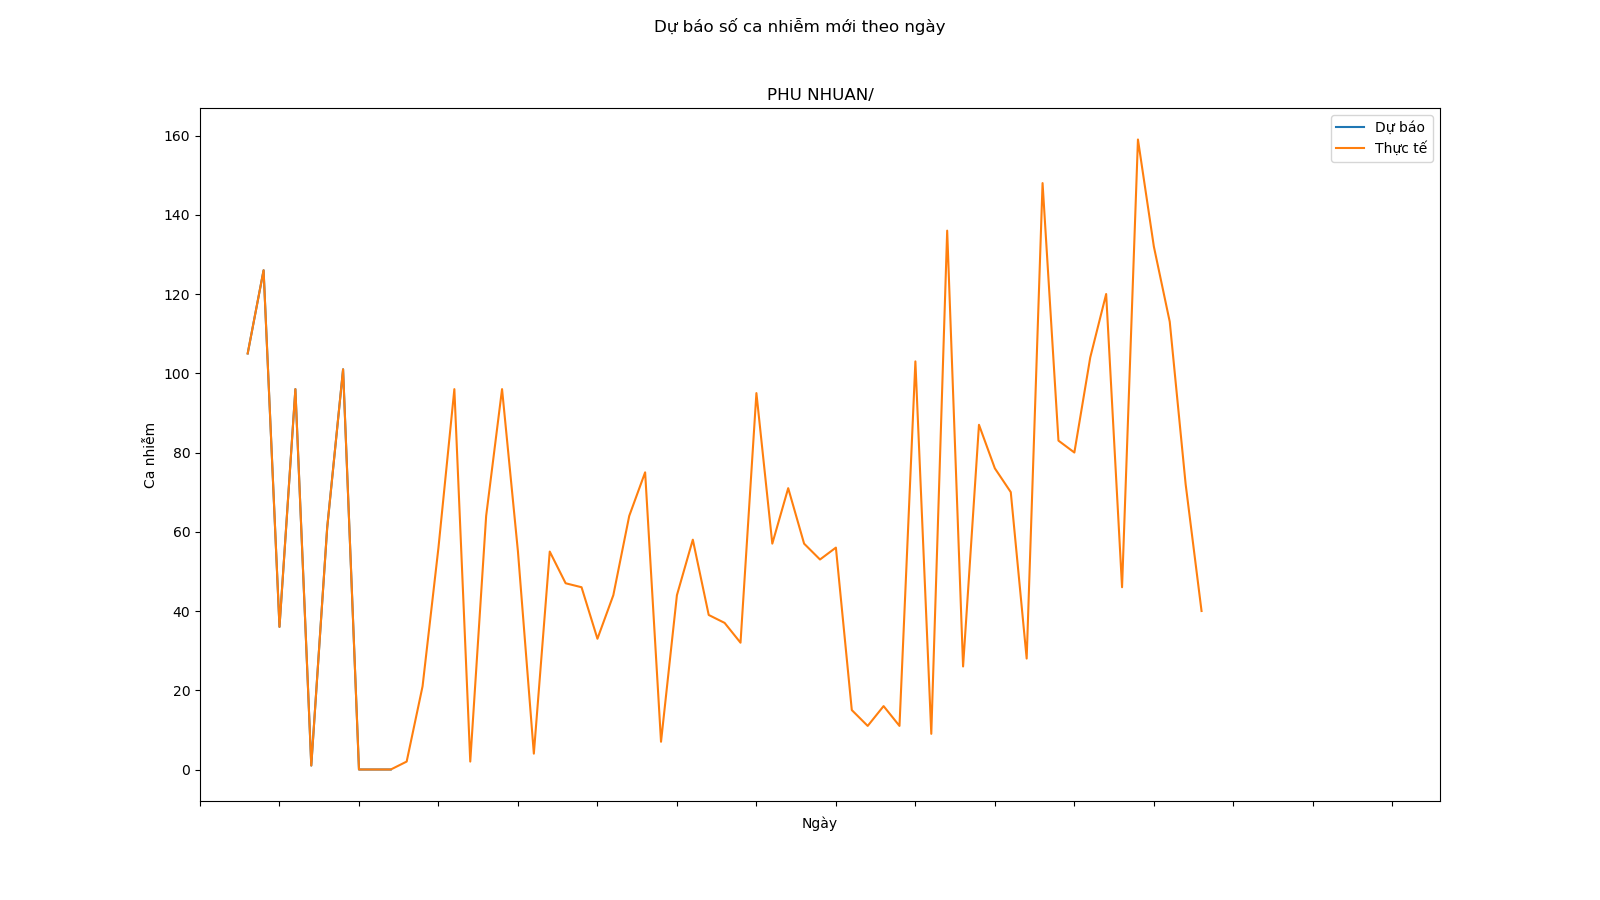 Dự báo số ca nhiễm mới theo ngày
PHU NHUAN/
Dự báo
Thực tế
160
140
120
100
80
60
40
20
0
Ca nhiễm
Ngày